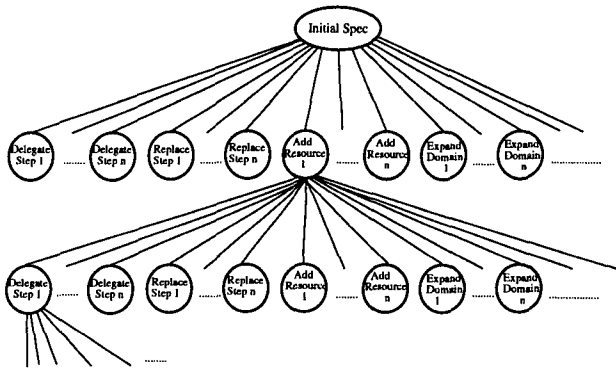 Initial Spec
Delegate Step 1 ...... Delegate Step n Replace Step 1 ...... Replace Step n Add Resource 1 ...... Add Resource n Expand Domain 1 ...... Expand Domain n ............
Delegate Step 1 ...... Delegate Step n Replace Step 1 ...... Replace Step n Add Resource 1 ...... Add Resource n Expand Domain 1 ...... Expand Domain n ............
......